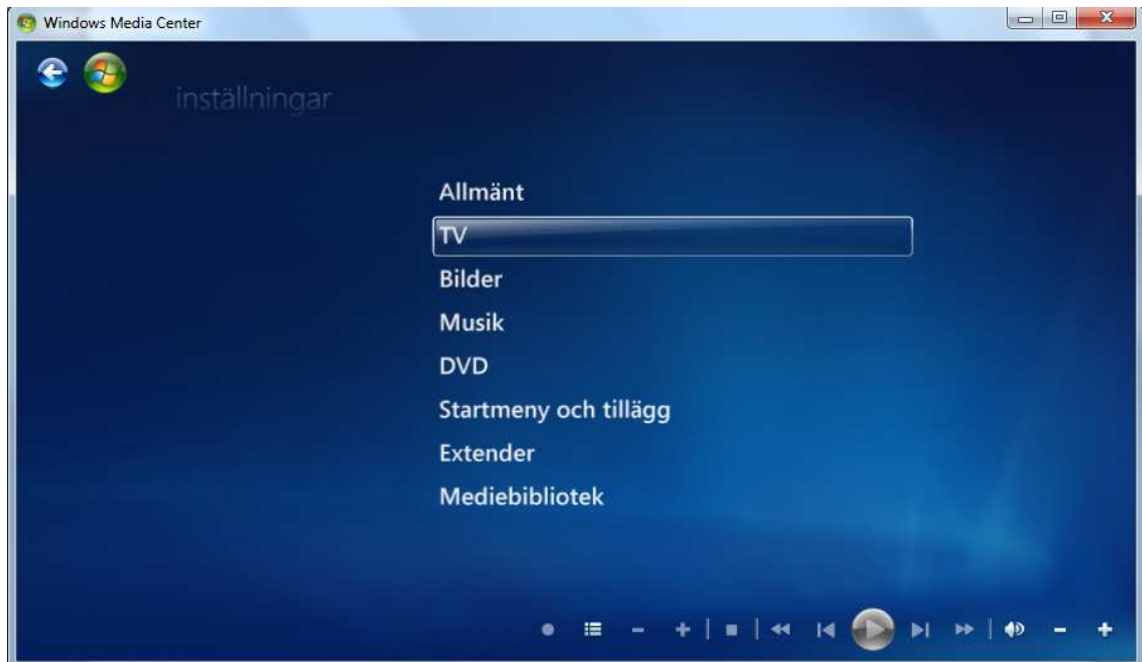 Windows Media Center
inställningar
Allmänt
TV
Bilder
Musik
DVD
Startmeny och tillägg
Extender
Mediebibliotek